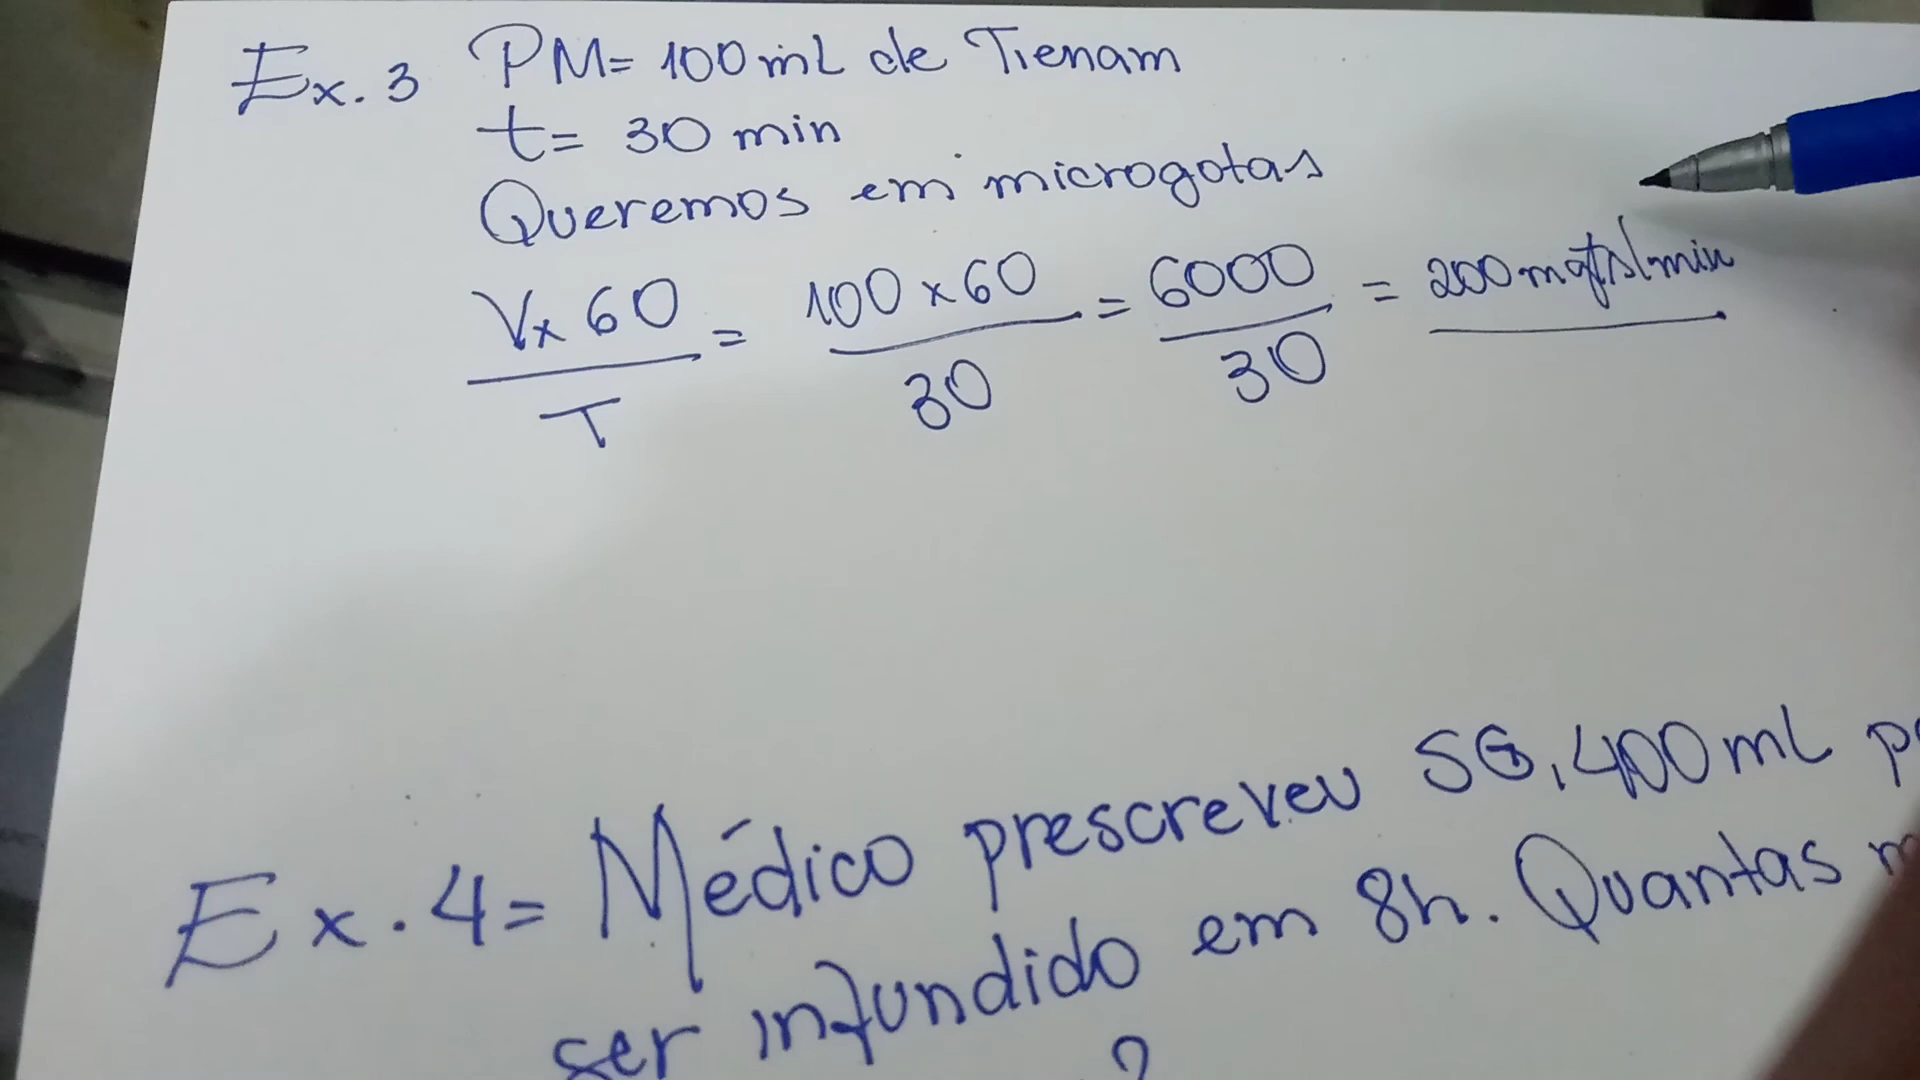 Ex. 3 PM= 100 mL de Tienam
t= 30 min
Queremos em microgotas
Vx 60 / T = 100 x 60 / 30 = 6000 / 30 = 200 mgts/min
Ex. 4= Médico prescreveu SG, 400 mL
ser infundido em 8h. Quantas
?